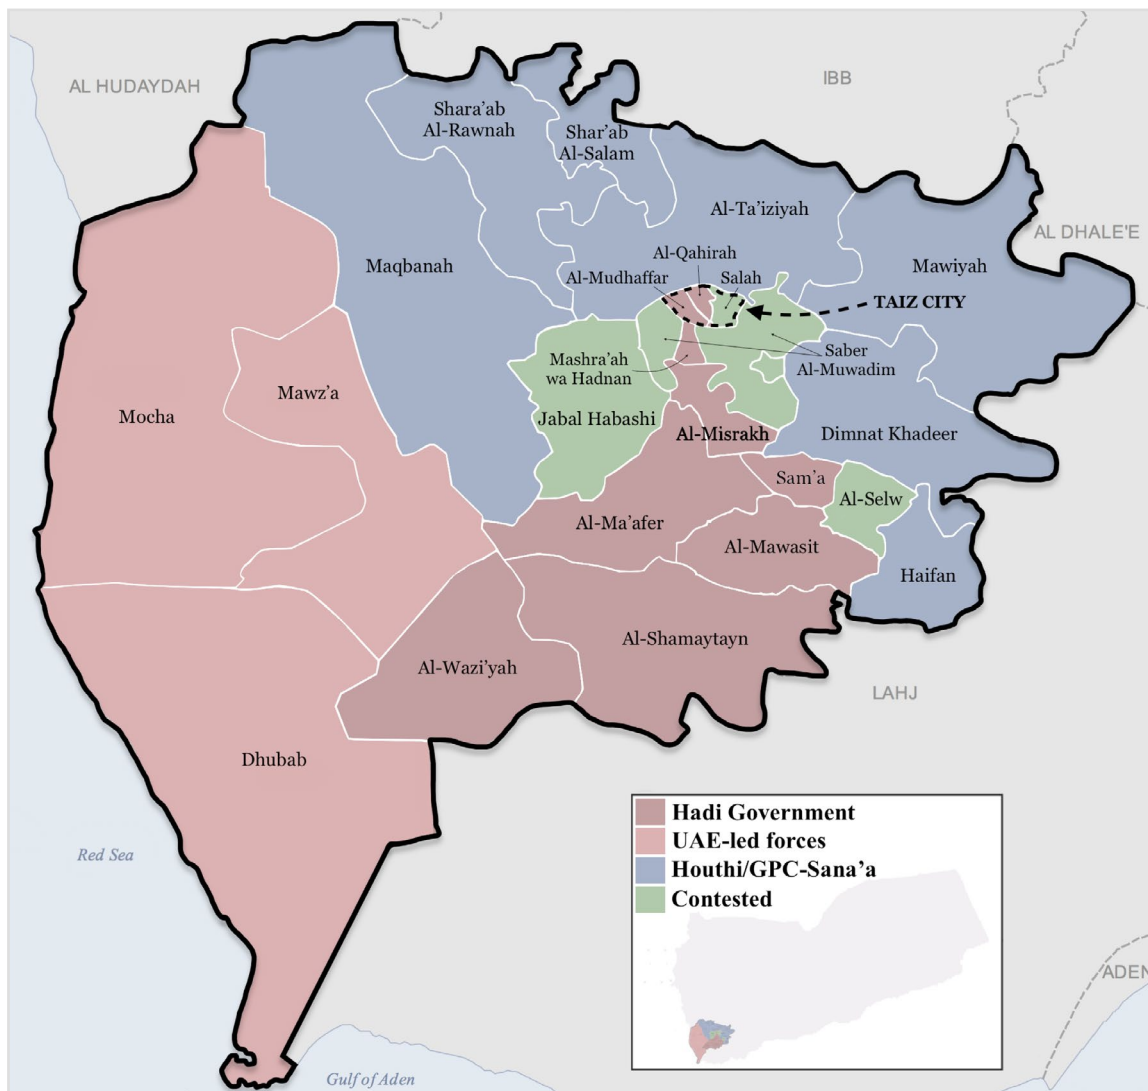 AL HUDAYDAH
IBB
Shara’ab
Al-Rawnah
Shar’ab
Al-Salam
Al-Ta’iziyah
AL DHALE'E
Maqbanah
Mawiyah
Al-Qahirah
Al-Mudhaffar
Salah
TAIZ CITY
Mashra’ah
wa Hadnan
Saber
Al-Muwadim
Mocha
Mawz’a
Jabal Habashi
Al-Misrakh
Dimnat Khadeer
Sam’a
Al-Selw
Al-Ma’afer
Al-Mawasit
Haifan
Al-Shamaytayn
Al-Wazi’yah
LAHJ
Dhubab
Red Sea
Gulf of Aden
Hadi Government
UAE-led forces
Houthi/GPC-Sana’a
Contested
ADEN